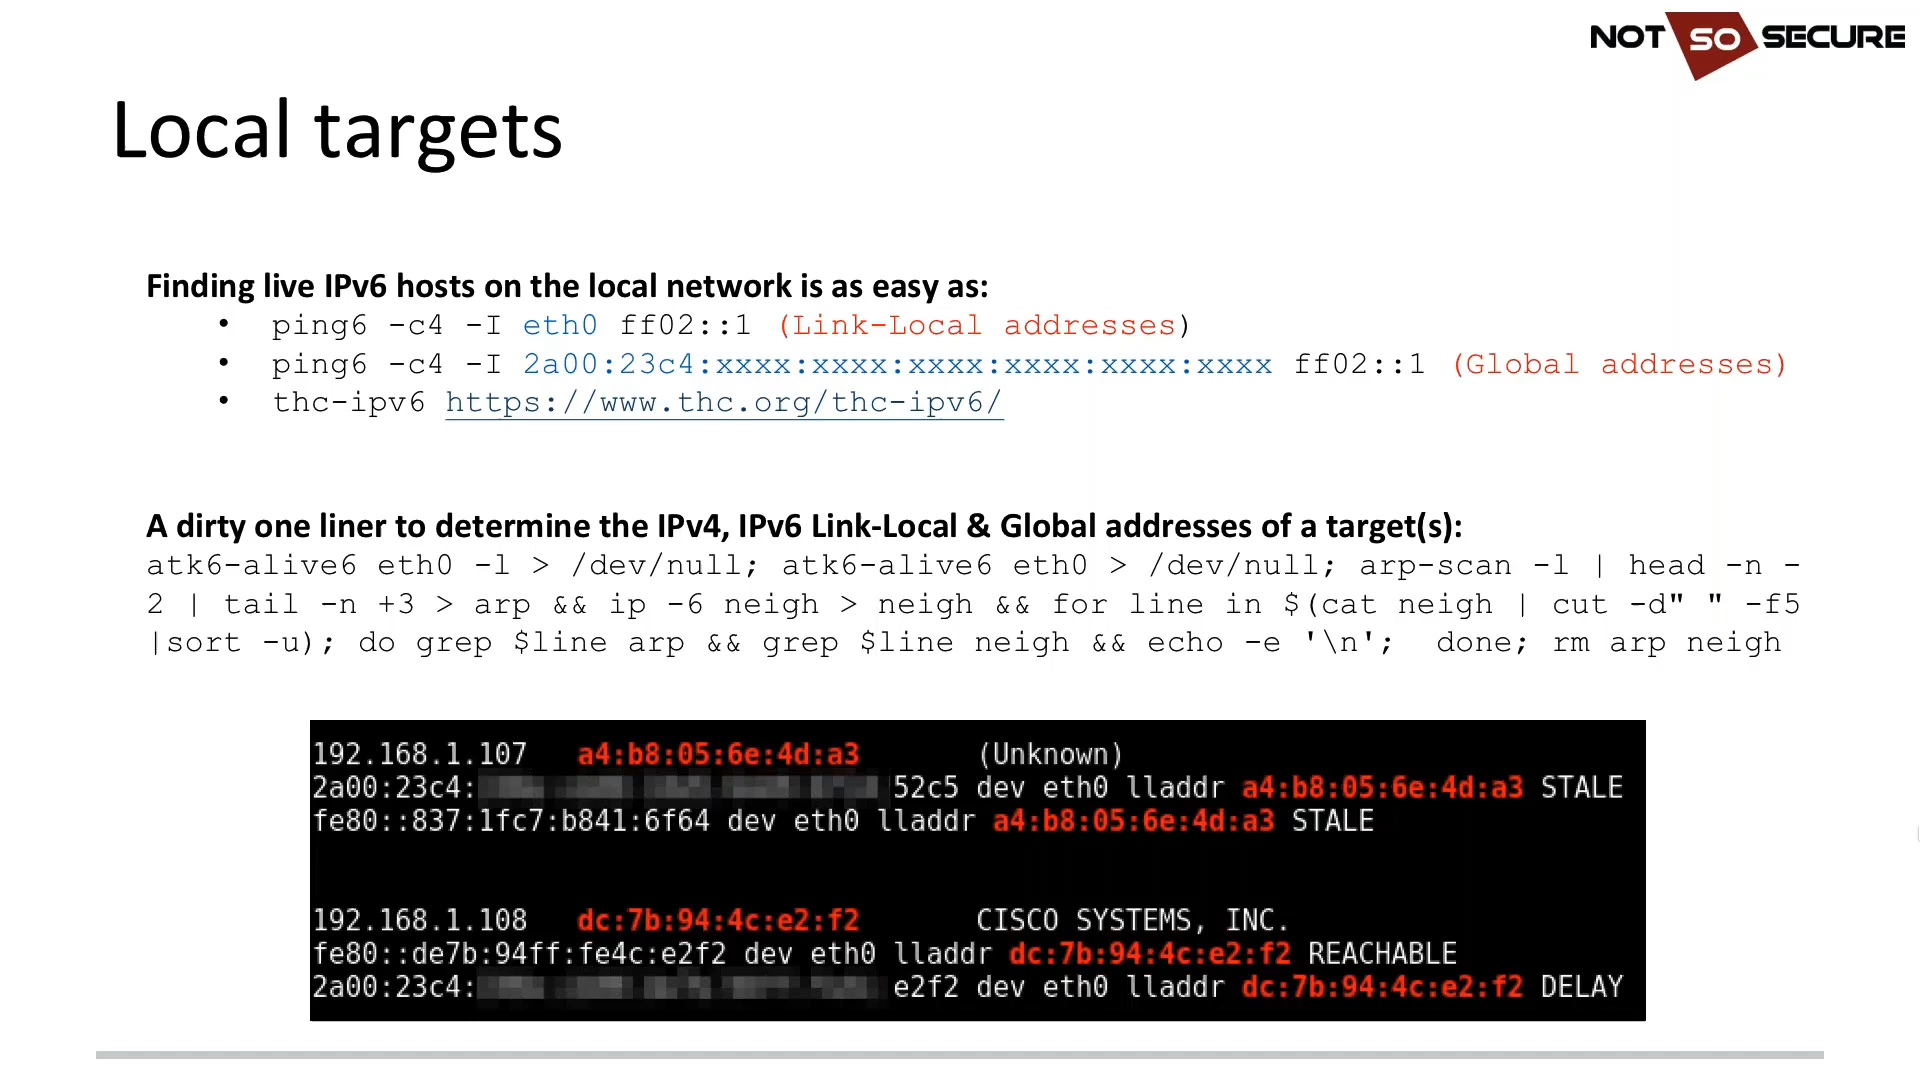 NOT SO SECURE
Local targets
Finding live IPv6 hosts on the local network is as easy as:
• ping6 -c4 -I eth0 ff02::1 (Link-Local addresses)
• ping6 -c4 -I 2a00:23c4:xxxx:xxxx:xxxx:xxxx:xxxx:xxxx ff02::1 (Global addresses)
• thc-ipv6 https://www.thc.org/thc-ipv6/
A dirty one liner to determine the IPv4, IPv6 Link-Local & Global addresses of a target(s):
atk6-alive6 eth0 -l > /dev/null; atk6-alive6 eth0 > /dev/null; arp-scan -l | head -n -
2 | tail -n +3 > arp && ip -6 neigh > neigh && for line in $(cat neigh | cut -d" " -f5
|sort -u); do grep $line arp && grep $line neigh && echo -e '\n';  done; rm arp neigh
192.168.1.107 a4:b8:05:6e:4d:a3 (Unknown)
2a00:23c4: 52c5 dev eth0 lladdr a4:b8:05:6e:4d:a3 STALE
fe80::837:1fc7:b841:6f64 dev eth0 lladdr a4:b8:05:6e:4d:a3 STALE
192.168.1.108 dc:7b:94:4c:e2:f2 CISCO SYSTEMS, INC.
fe80::de7b:94ff:fe4c:e2f2 dev eth0 lladdr dc:7b:94:4c:e2:f2 REACHABLE
2a00:23c4: e2f2 dev eth0 lladdr dc:7b:94:4c:e2:f2 DELAY